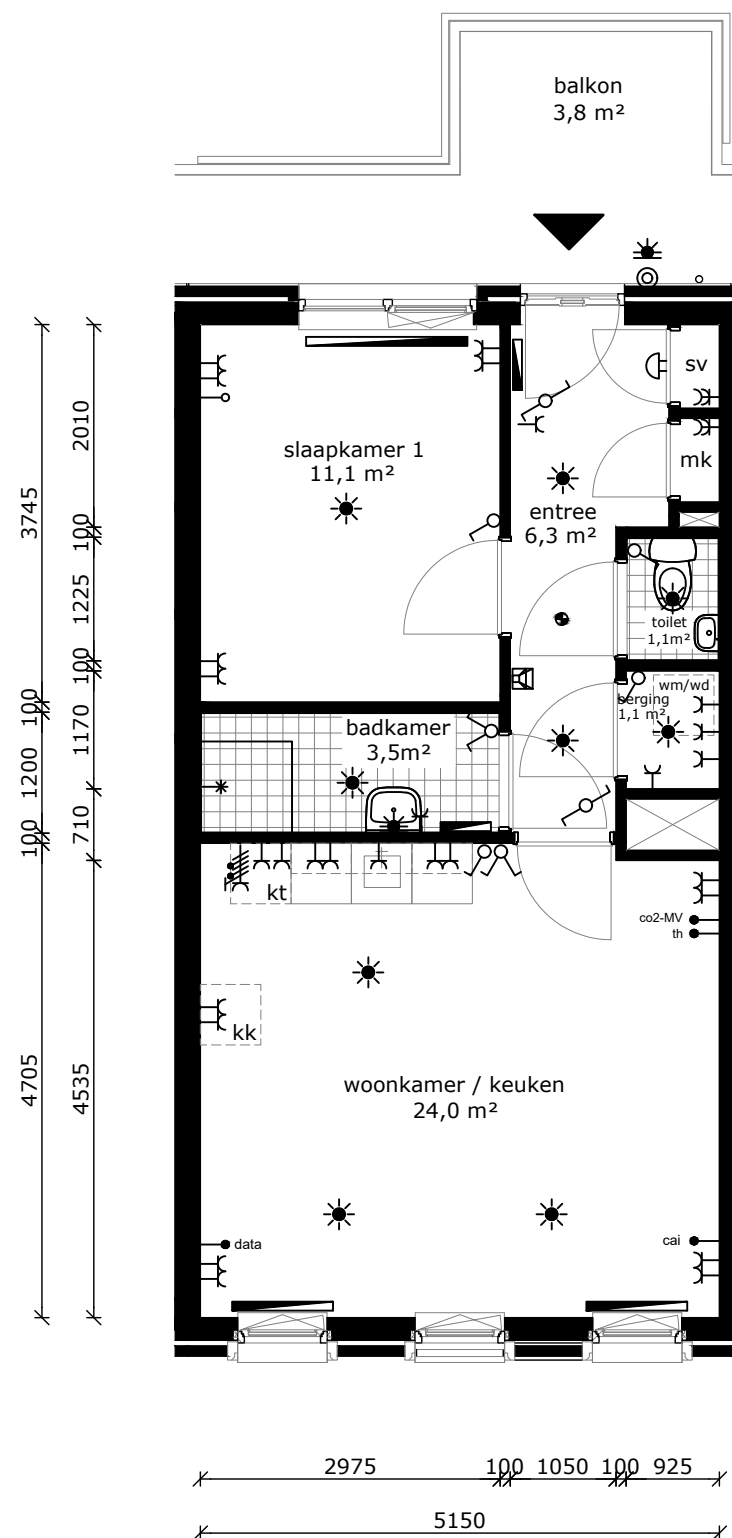 balkon
3,8 m²
sv
mk
slaapkamer 1
11,1 m²
entree
6,3 m²
toilet
1,1m²
wm/wd
berging
1,1 m²
badkamer
3,5m²
kt
co2-MV
th
kk
woonkamer / keuken
24,0 m²
data
cai
3745
100
1200
100
4705
2010
100
1225
100
1170
710
4535
2975
100
1050
100
925
5150